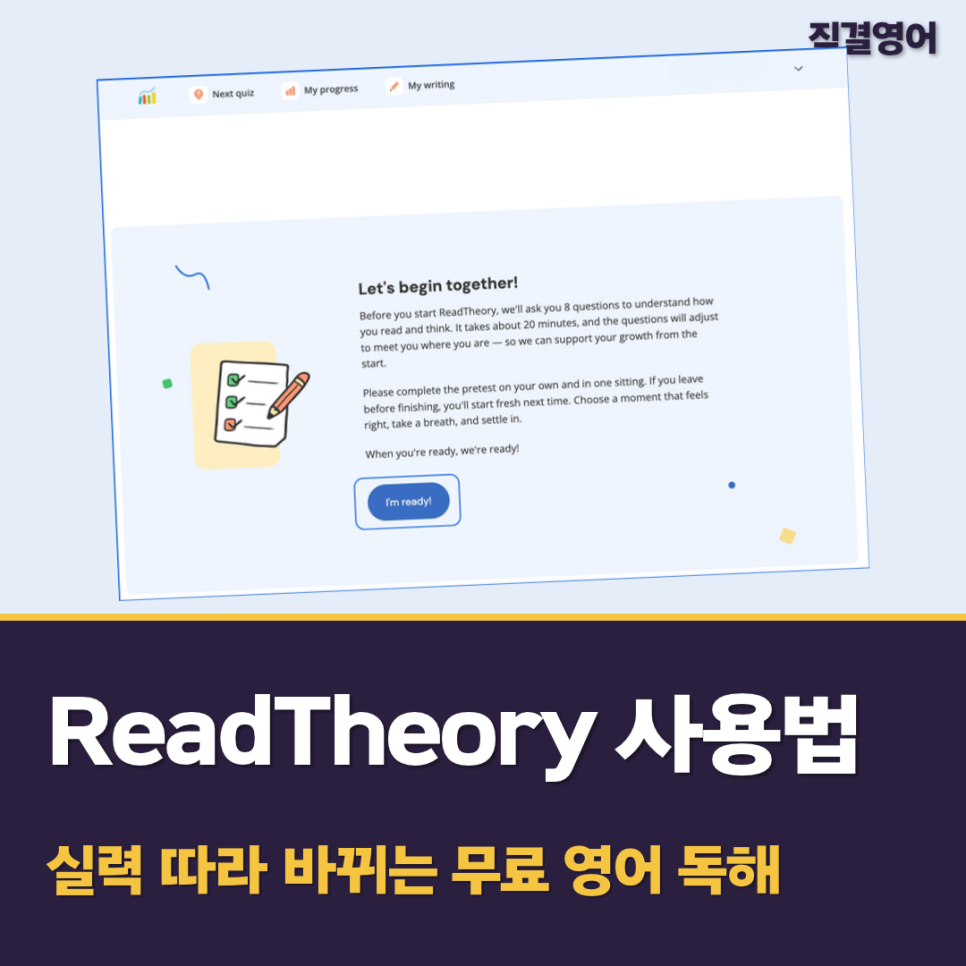 직결영어
Next quiz
My progress
My writing
Let's begin together!
Before you start ReadTheory, we'll ask you 8 questions to understand how
you read and think. It takes about 20 minutes, and the questions will adjust
to meet you where you are — so we can support your growth from the
start.
Please complete the pretest on your own and in one sitting. If you leave
before finishing, you'll start fresh next time. Choose a moment that feels
right, take a breath, and settle in.
When you're ready, we're ready!
I'm ready!
ReadTheory 사용법
실력 따라 바뀌는 무료 영어 독해